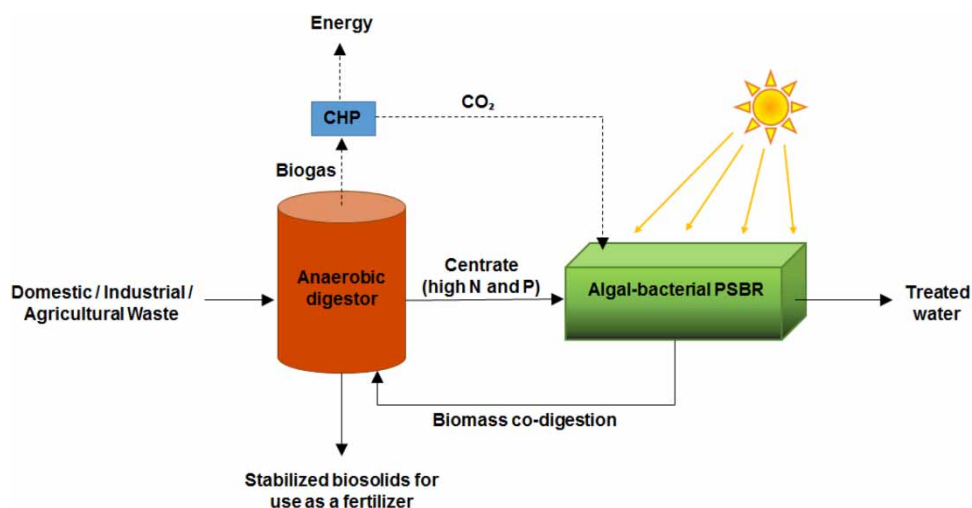 Energy
CHP
CO₂
Biogas
Anaerobic
digestor
Centrate
(high N and P)
Algal-bacterial PSBR
Domestic / Industrial /
Agricultural Waste
Treated
water
Biomass co-digestion
Stabilized biosolids for
use as a fertilizer